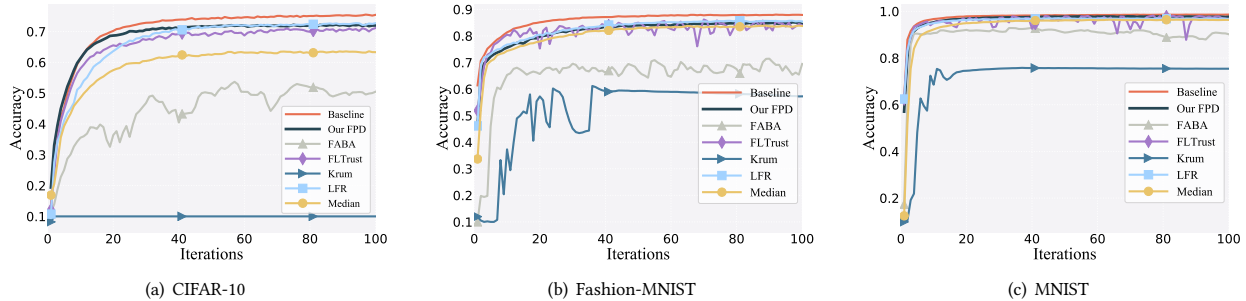 0.7
0.6
0.5
0.4
0.3
0.2
0.1
0 20 40 60 80 100
Accuracy
Iterations
Baseline
Our FPD
FABA
FLTrust
Krum
LFR
Median
(a) CIFAR-10
0.9
0.8
0.7
0.6
0.5
0.4
0.3
0.2
0.1
0 20 40 60 80 100
Accuracy
Iterations
Baseline
Our FPD
FABA
FLTrust
Krum
LFR
Median
(b) Fashion-MNIST
1.0
0.8
0.6
0.4
0.2
0 20 40 60 80 100
Accuracy
Iterations
Baseline
Our FPD
FABA
FLTrust
Krum
LFR
Median
(c) MNIST